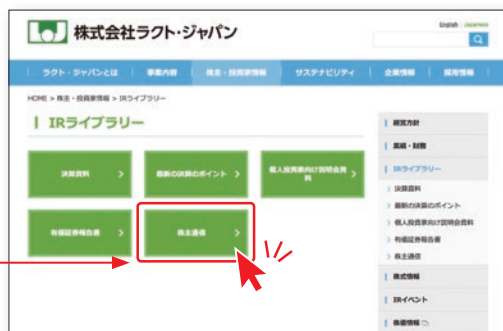 株式会社ラクト・ジャパン
English Japanese
ラクト・ジャパンとは
事業内容
株主・投資家情報
サステナビリティ
企業情報
採用情報
HOME > 株主・投資家情報 > IRライブラリー
IRライブラリー
決算資料 >
最新の決算のポイント >
個人投資家向け説明会資料 >
有価証券報告書 >
株主通信 >
経営方針
業績・財務
IRライブラリー
> 決算資料
> 最新の決算のポイント
> 個人投資家向け説明会資料
> 有価証券報告書
> 株主通信
株式情報
IRイベント
株価情報